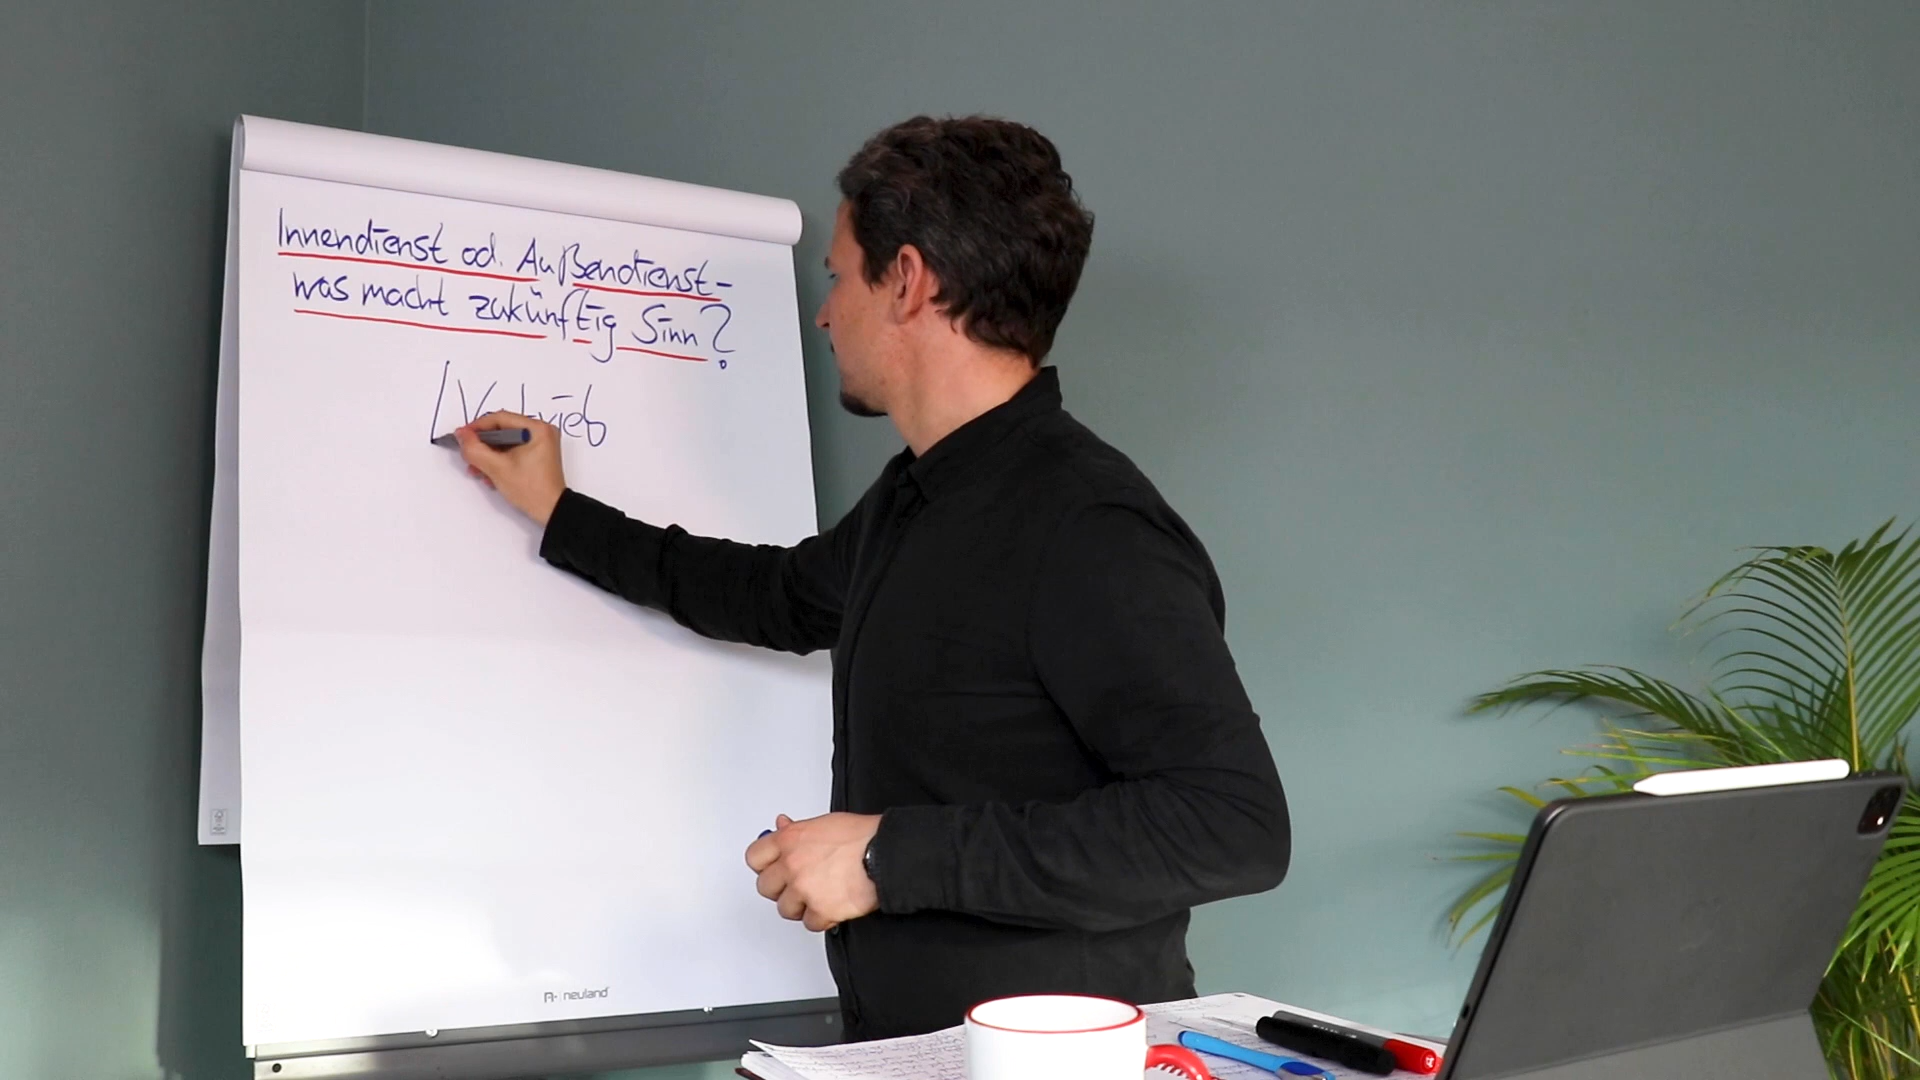 Innendienst od. Außendienst -
was macht zukünftig Sinn?
Vertrieb
neuland